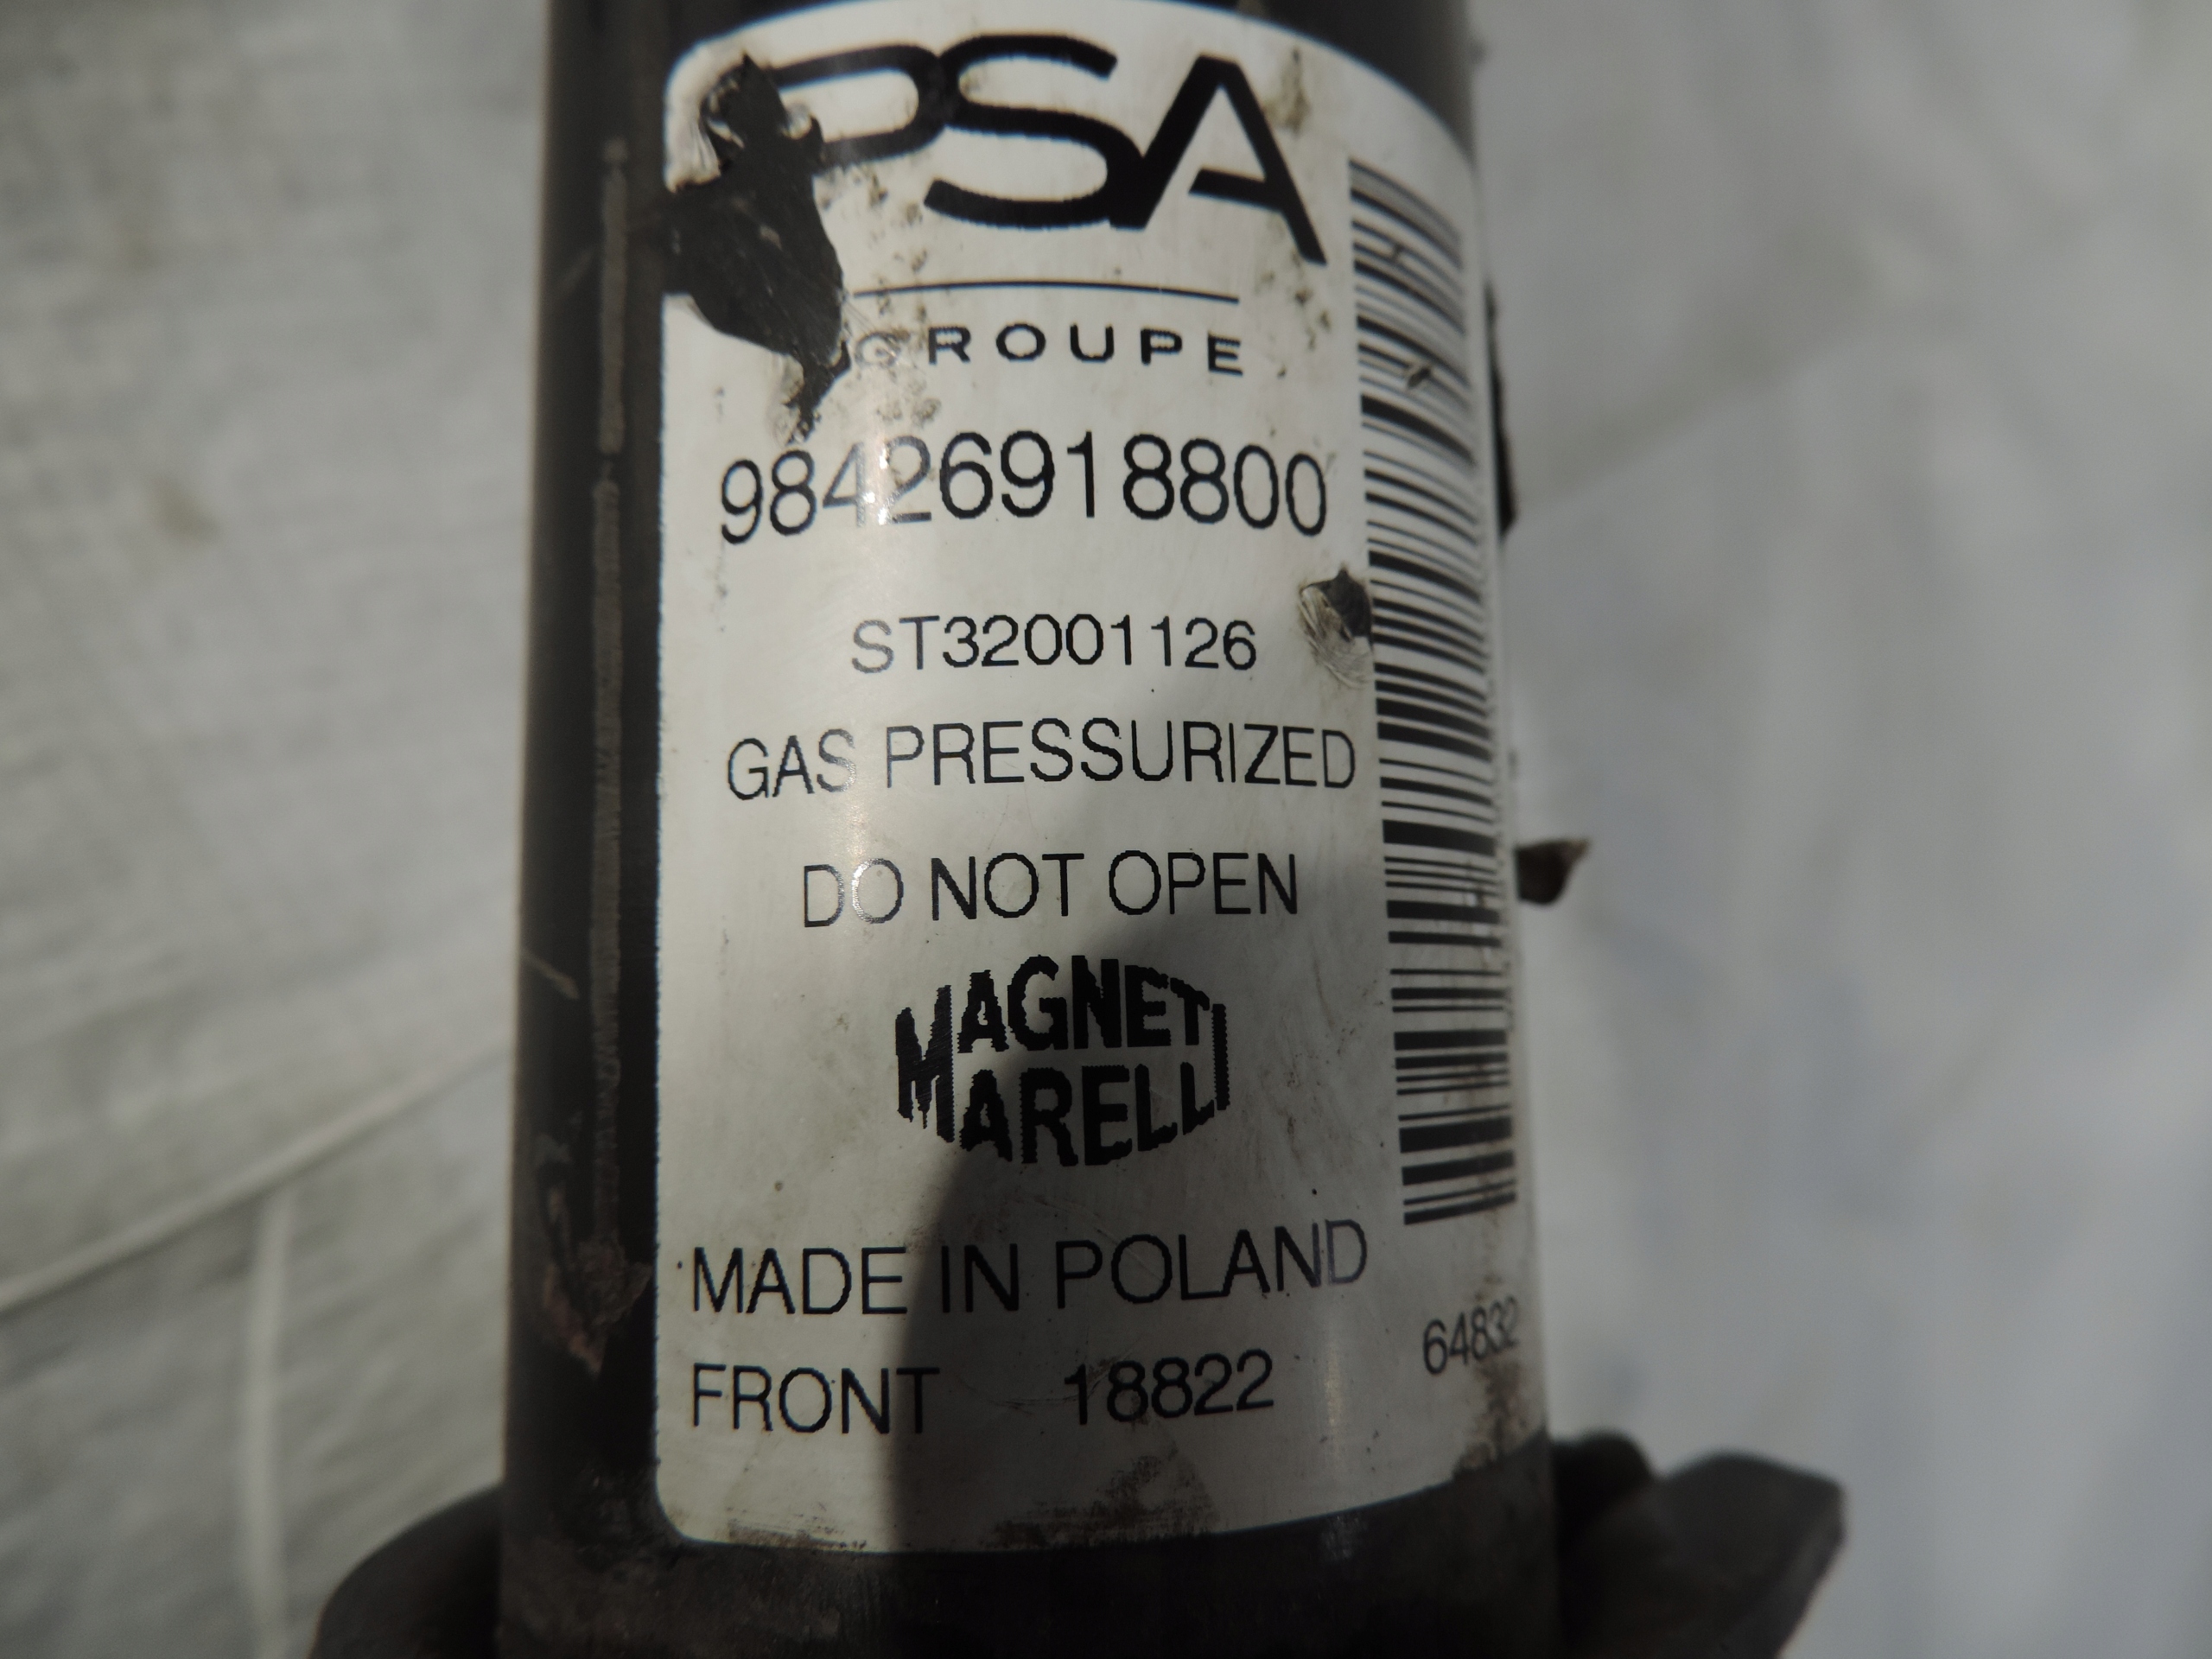 PSA
GROUPE
98426918800
ST32001126
GAS PRESSURIZED
DO NOT OPEN
MAGNETI
MARELLI
MADE IN POLAND
64832
FRONT 18822